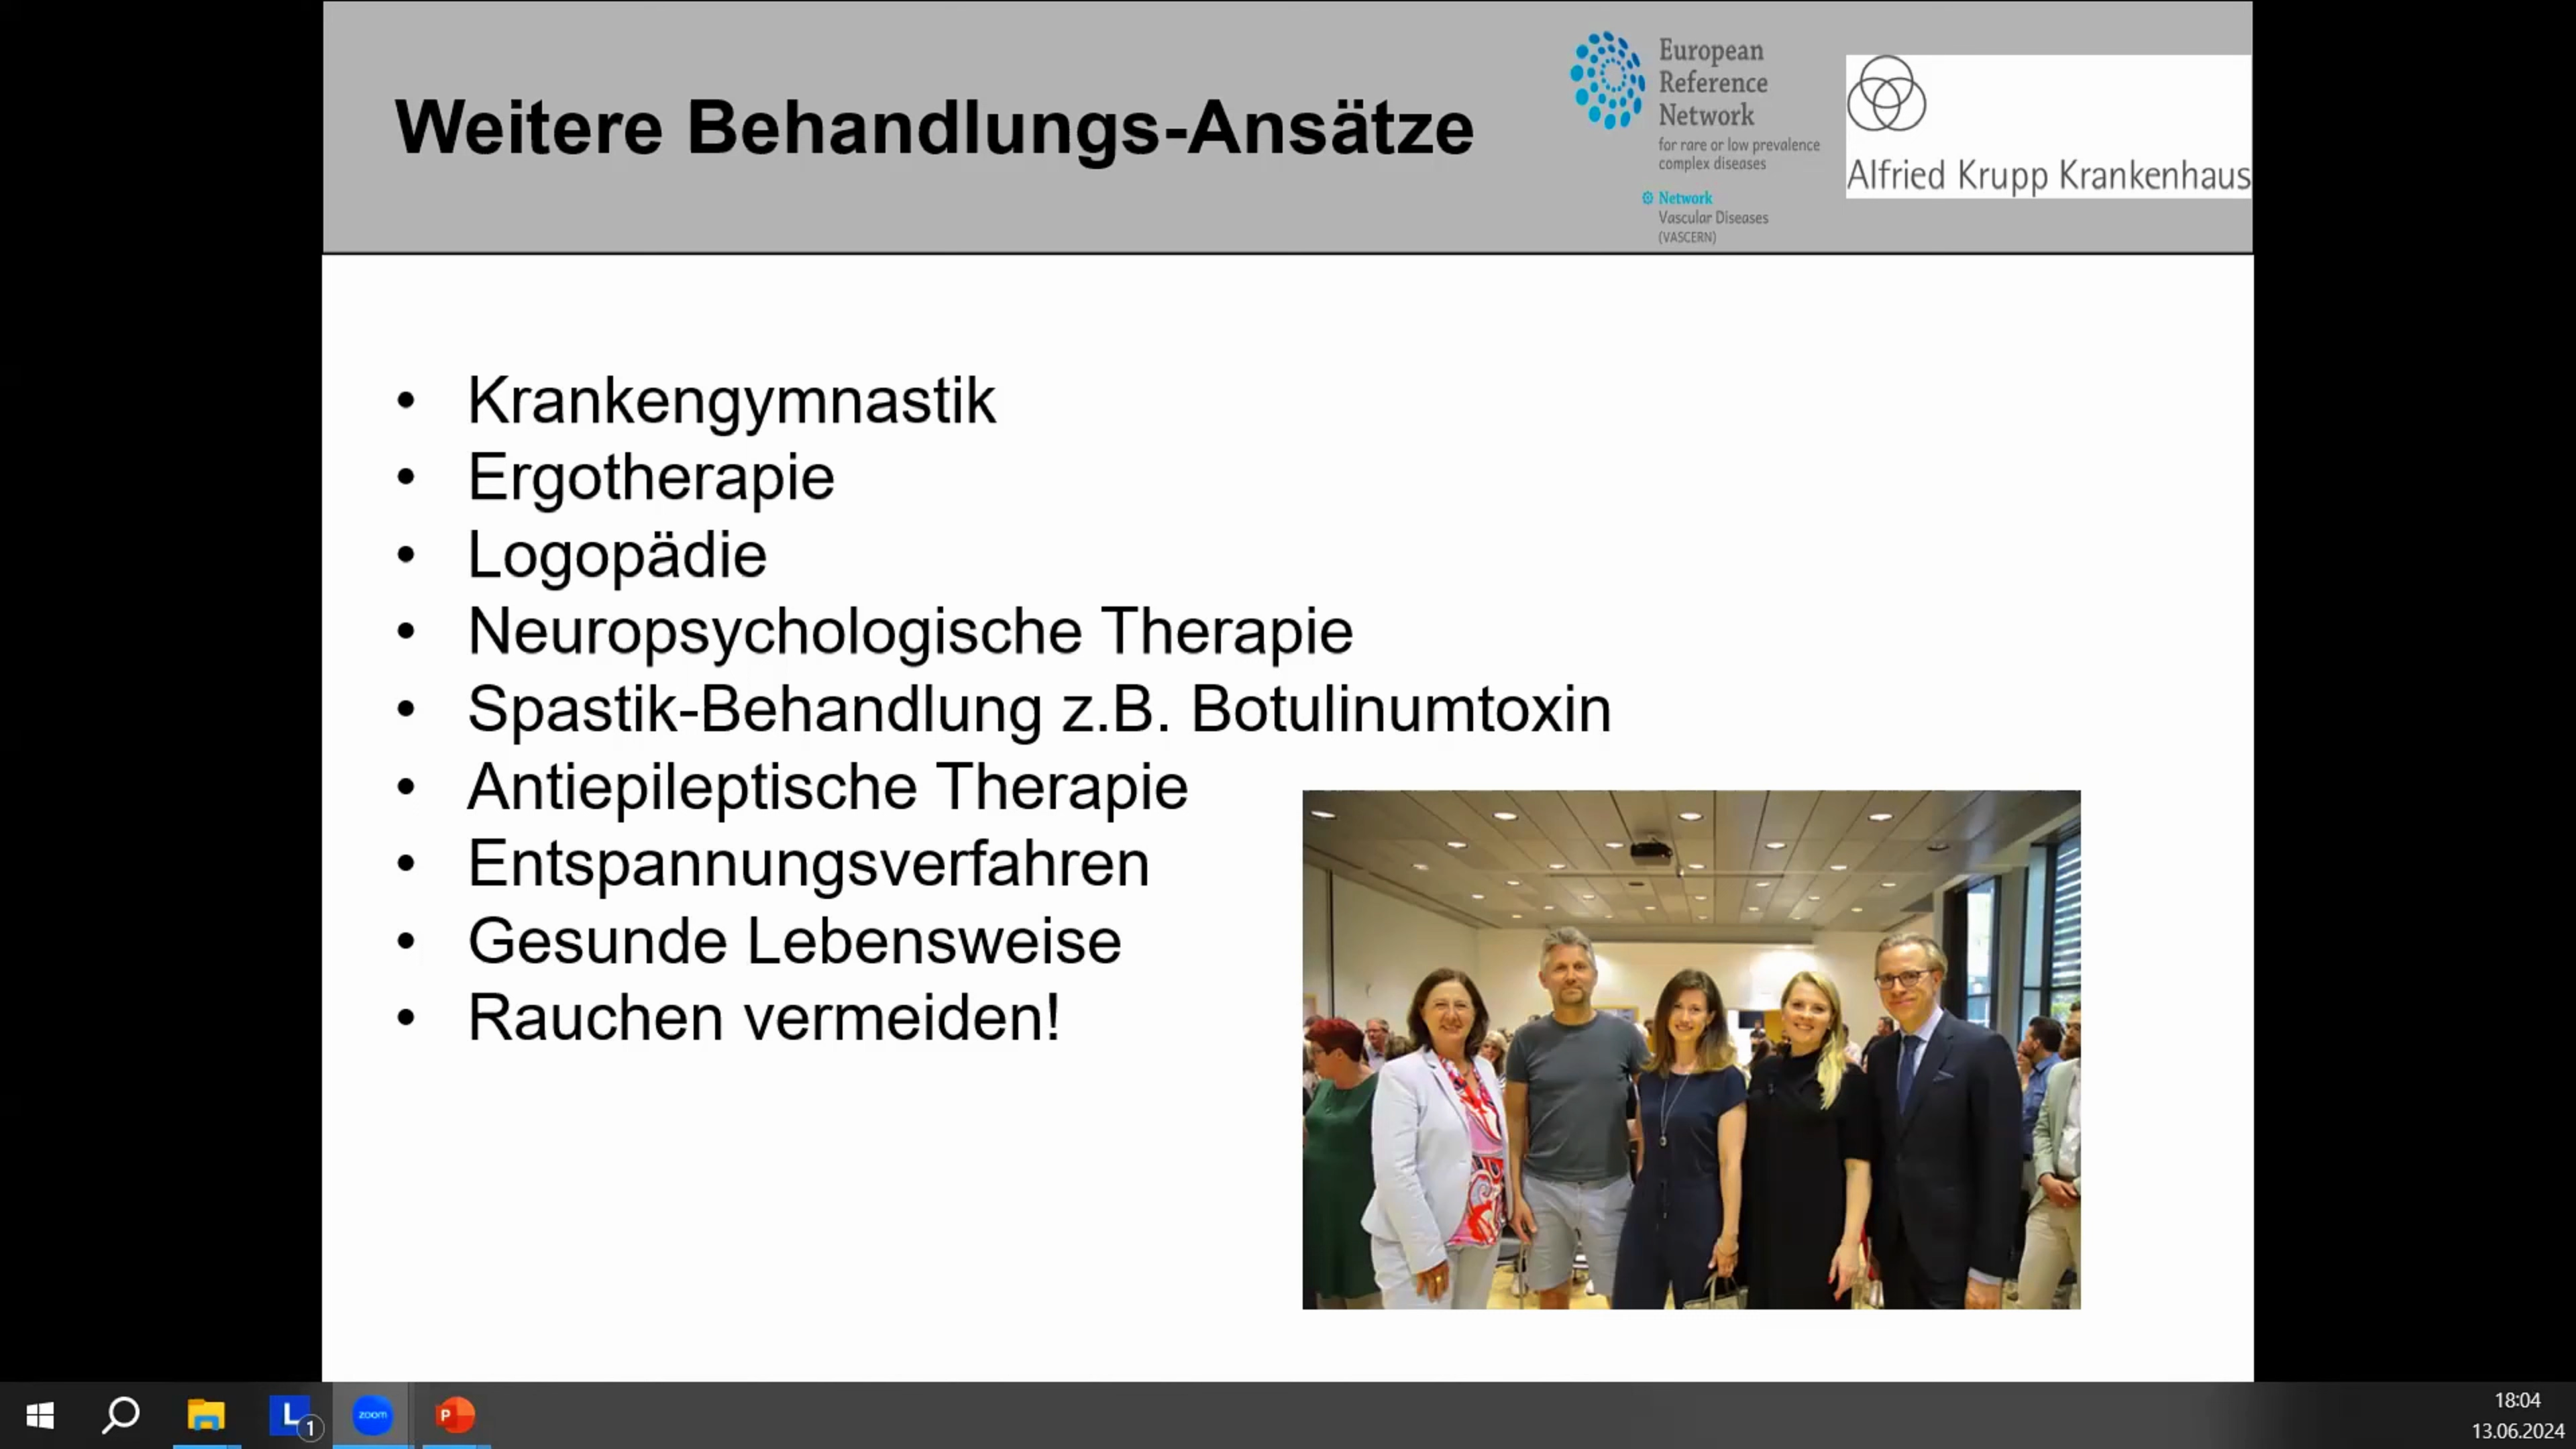 Weitere Behandlungs-Ansätze
European
Reference
Network
for rare or low prevalence
complex diseases
Network
Vascular Diseases
(VASCERN)
Alfried Krupp Krankenhaus
• Krankengymnastik
• Ergotherapie
• Logopädie
• Neuropsychologische Therapie
• Spastik-Behandlung z.B. Botulinumtoxin
• Antiepileptische Therapie
• Entspannungsverfahren
• Gesunde Lebensweise
• Rauchen vermeiden!
L
1
zoom
P
18:04
13.06.2024